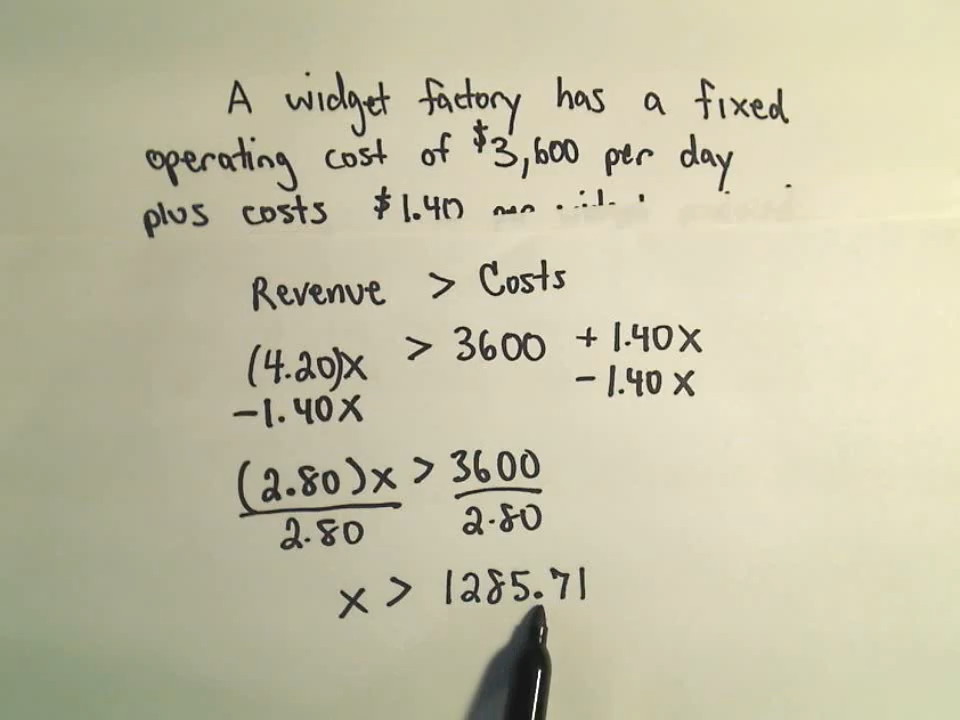 A widget factory has a fixed
operating cost of $3,600 per day
plus costs $1.40
Revenue > Costs
(4.20)x > 3600 + 1.40x
-1.40x - 1.40x
(2.80)x > 3600
2.80 2.80
x > 1285.71